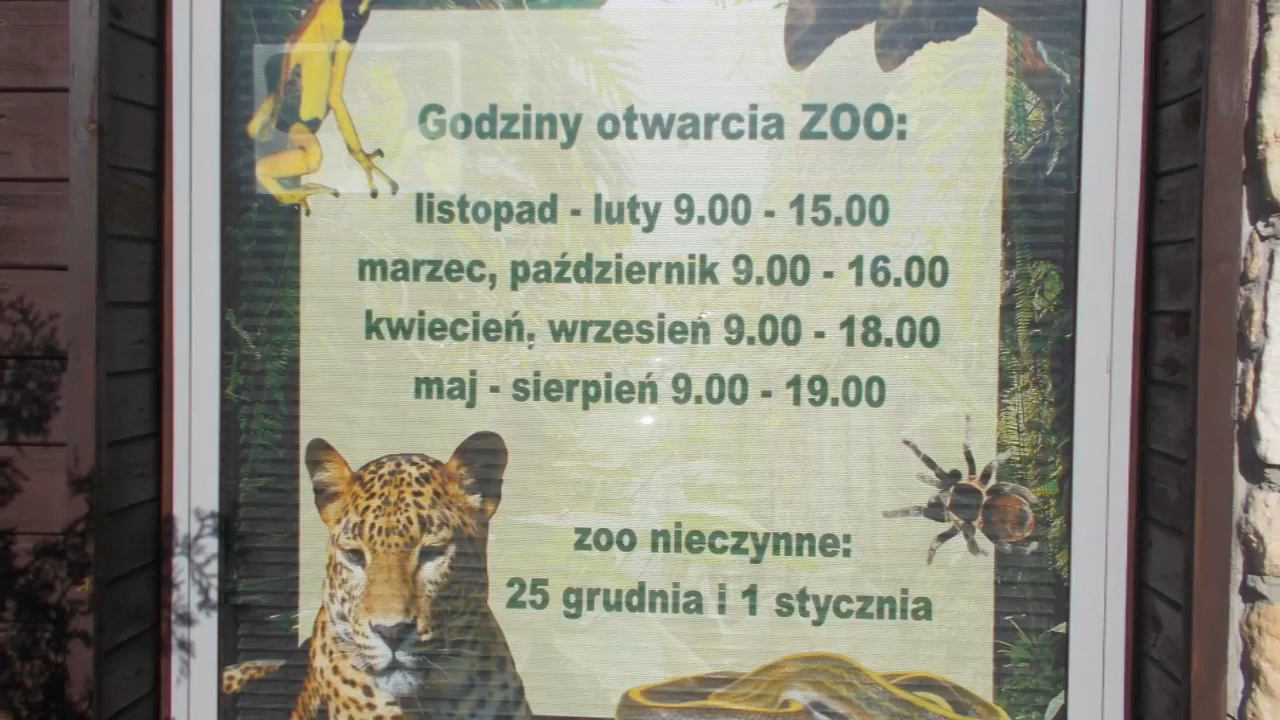 Godziny otwarcia ZOO:
listopad - luty 9.00 - 15.00
marzec, październik 9.00 - 16.00
kwiecień, wrzesień 9.00 - 18.00
maj - sierpień 9.00 - 19.00
zoo nieczynne:
25 grudnia i 1 stycznia